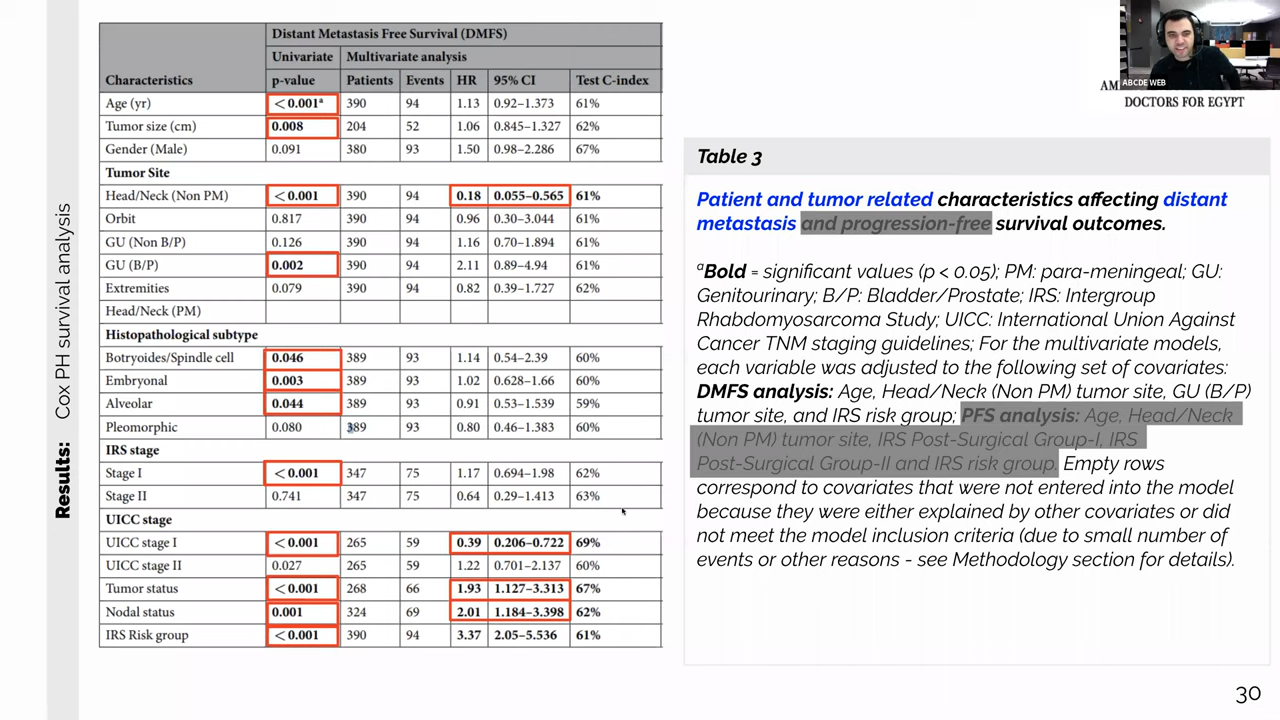 Results: Cox PH survival analysis
Distant Metastasis Free Survival (DMFS)
Univariate Multivariate analysis
Characteristics p-value Patients Events HR 95% CI Test C-index
Age (yr) < 0.001ᵃ 390 94 1.13 0.92–1.373 61%
Tumor size (cm) 0.008 204 52 1.06 0.845–1.327 62%
Gender (Male) 0.091 380 93 1.50 0.98–2.286 67%
Tumor Site
Head/Neck (Non PM) < 0.001 390 94 0.18 0.055–0.565 61%
Orbit 0.817 390 94 0.96 0.30–3.044 61%
GU (Non B/P) 0.126 390 94 1.16 0.70–1.894 61%
GU (B/P) 0.002 390 94 2.11 0.89–4.94 61%
Extremities 0.079 390 94 0.82 0.39–1.727 62%
Head/Neck (PM)
Histopathological subtype
Botryoides/Spindle cell 0.046 389 93 1.14 0.54–2.39 60%
Embryonal 0.003 389 93 1.02 0.628–1.66 60%
Alveolar 0.044 389 93 0.91 0.53–1.539 59%
Pleomorphic 0.080 389 93 0.80 0.46–1.383 60%
IRS stage
Stage I < 0.001 347 75 1.17 0.694–1.98 62%
Stage II 0.741 347 75 0.64 0.29–1.413 63%
UICC stage
UICC stage I < 0.001 265 59 0.39 0.206–0.722 69%
UICC stage II 0.027 265 59 1.22 0.701–2.137 60%
Tumor status < 0.001 268 66 1.93 1.127–3.313 67%
Nodal status 0.001 324 69 2.01 1.184–3.398 62%
IRS Risk group < 0.001 390 94 3.37 2.05–5.536 61%
ABCDE WEB
AM
DOCTORS FOR EGYPT
Table 3
Patient and tumor related characteristics affecting distant
metastasis and progression-free survival outcomes.
ᵃBold = significant values (p < 0.05); PM: para-meningeal; GU:
Genitourinary; B/P: Bladder/Prostate; IRS: Intergroup
Rhabdomyosarcoma Study; UICC: International Union Against
Cancer TNM staging guidelines; For the multivariate models,
each variable was adjusted to the following set of covariates:
DMFS analysis: Age, Head/Neck (Non PM) tumor site, GU (B/P)
tumor site, and IRS risk group; PFS analysis: Age, Head/Neck
(Non PM) tumor site, IRS Post-Surgical Group-I, IRS
Post-Surgical Group-II and IRS risk group. Empty rows
correspond to covariates that were not entered into the model
because they were either explained by other covariates or did
not meet the model inclusion criteria (due to small number of
events or other reasons - see Methodology section for details).
30